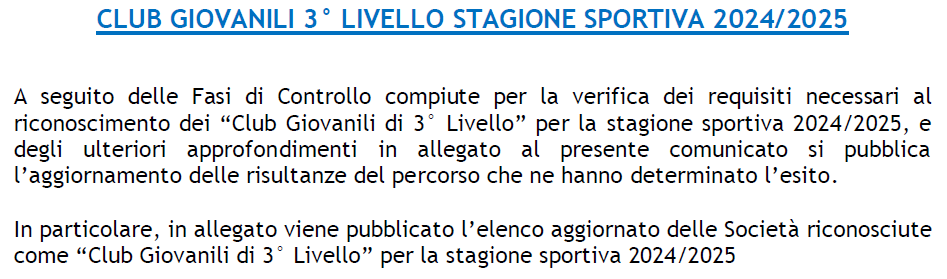 CLUB GIOVANILI 3° LIVELLO STAGIONE SPORTIVA 2024/2025
A seguito delle Fasi di Controllo compiute per la verifica dei requisiti necessari al
riconoscimento dei “Club Giovanili di 3° Livello” per la stagione sportiva 2024/2025, e
degli ulteriori approfondimenti in allegato al presente comunicato si pubblica
l’aggiornamento delle risultanze del percorso che ne hanno determinato l’esito.
In particolare, in allegato viene pubblicato l’elenco aggiornato delle Società riconosciute
come “Club Giovanili di 3° Livello” per la stagione sportiva 2024/2025